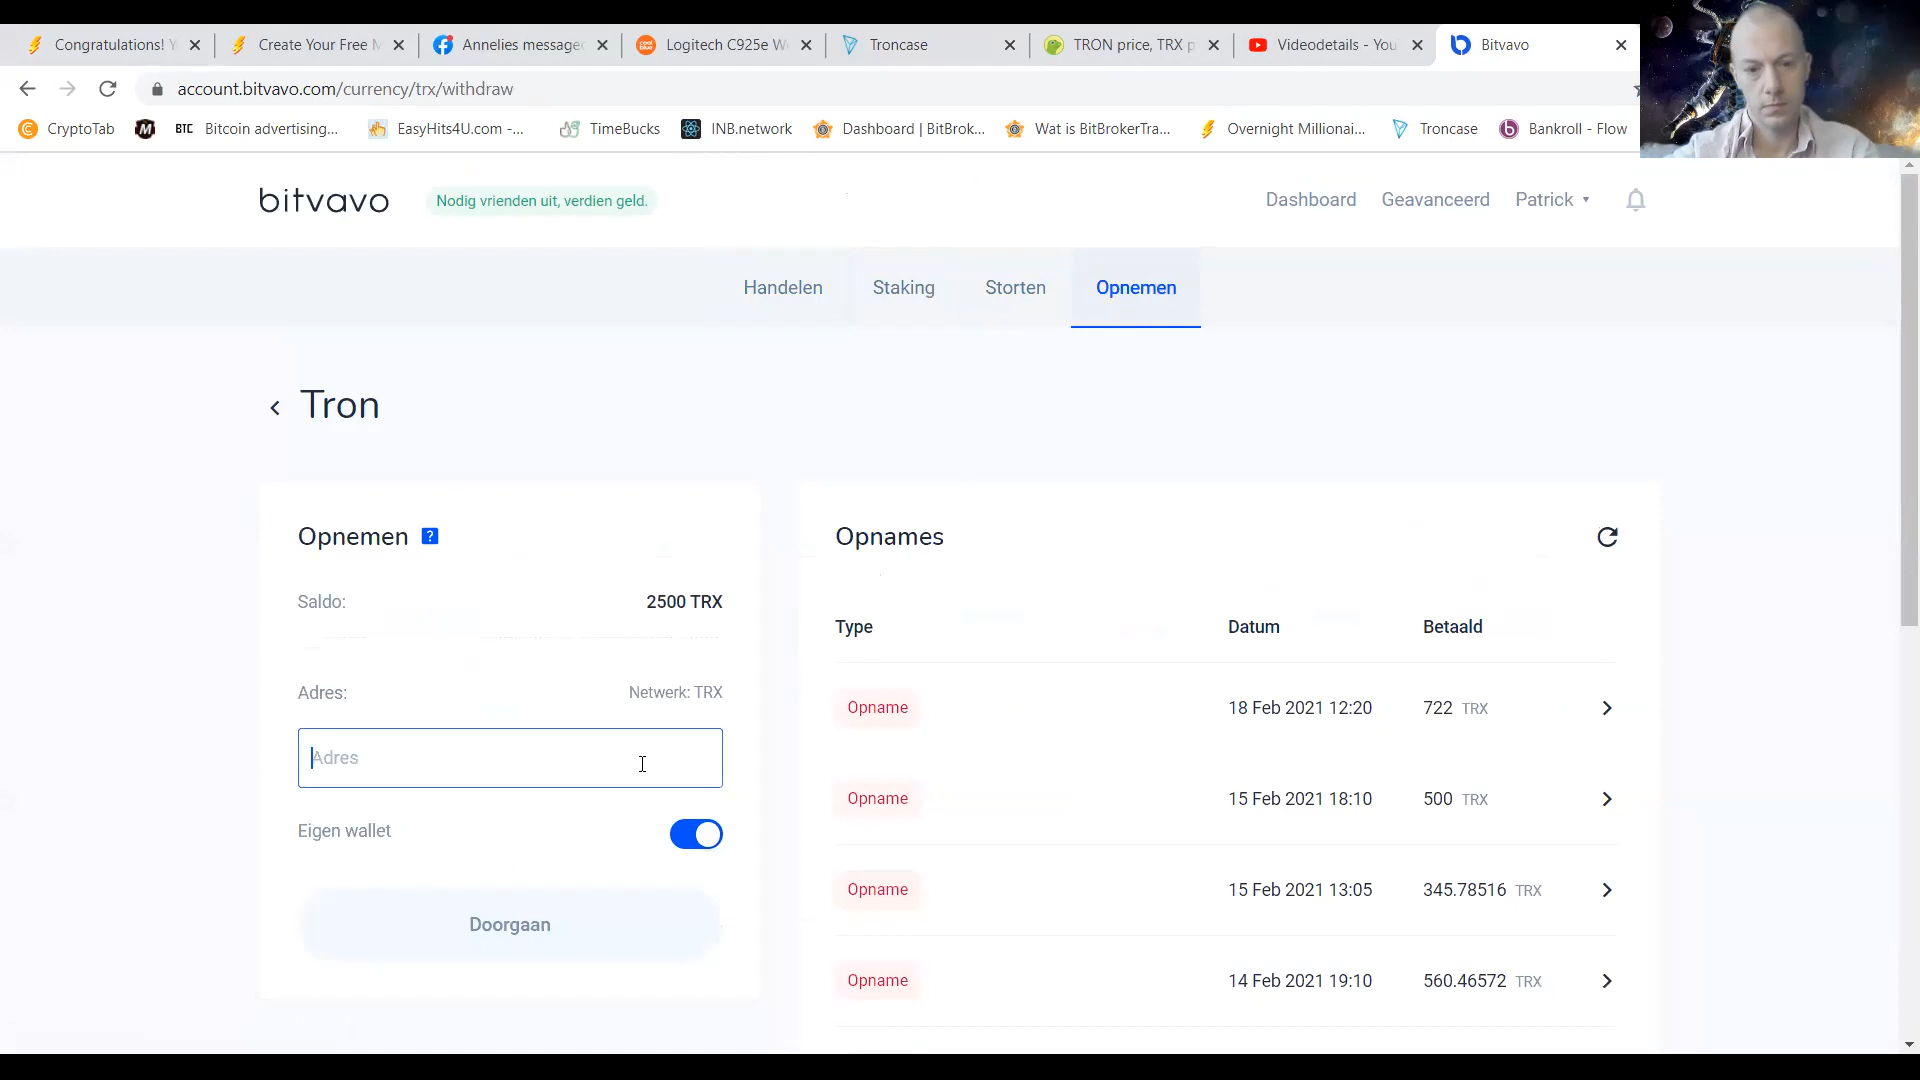 Congratulations! Y
Create Your Free M
Annelies message
Logitech C925e W
Troncase
TRON price, TRX p
Videodetails - You
Bitvavo
account.bitvavo.com/currency/trx/withdraw
CryptoTab
BTC
Bitcoin advertising...
EasyHits4U.com -...
TimeBucks
INB.network
Dashboard | BitBrok...
Wat is BitBrokerTra...
Overnight Millionai...
Troncase
Bankroll - Flow
bitvavo
Nodig vrienden uit, verdien geld.
Dashboard
Geavanceerd
Patrick
Handelen
Staking
Storten
Opnemen
Tron
Opnemen ?
Saldo: 2500 TRX
Adres: Netwerk: TRX
Adres
Eigen wallet
Doorgaan
Opnames
Type Datum Betaald
Opname 18 Feb 2021 12:20 722 TRX
Opname 15 Feb 2021 18:10 500 TRX
Opname 15 Feb 2021 13:05 345.78516 TRX
Opname 14 Feb 2021 19:10 560.46572 TRX